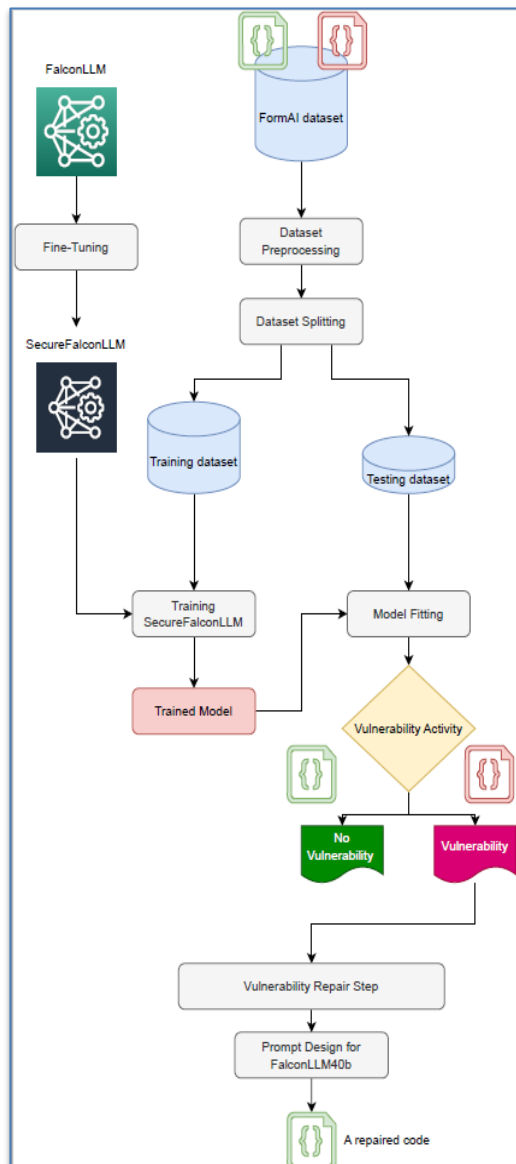 FalconLLM
{}
{}
FormAI dataset
Fine-Tuning
Dataset
Preprocessing
Dataset Splitting
SecureFalconLLM
Training dataset
Testing dataset
Training
SecureFalconLLM
Model Fitting
Trained Model
Vulnerability Activity
{}
{}
No
Vulnerability
Vulnerability
Vulnerability Repair Step
Prompt Design for
FalconLLM40b
{}
A repaired code